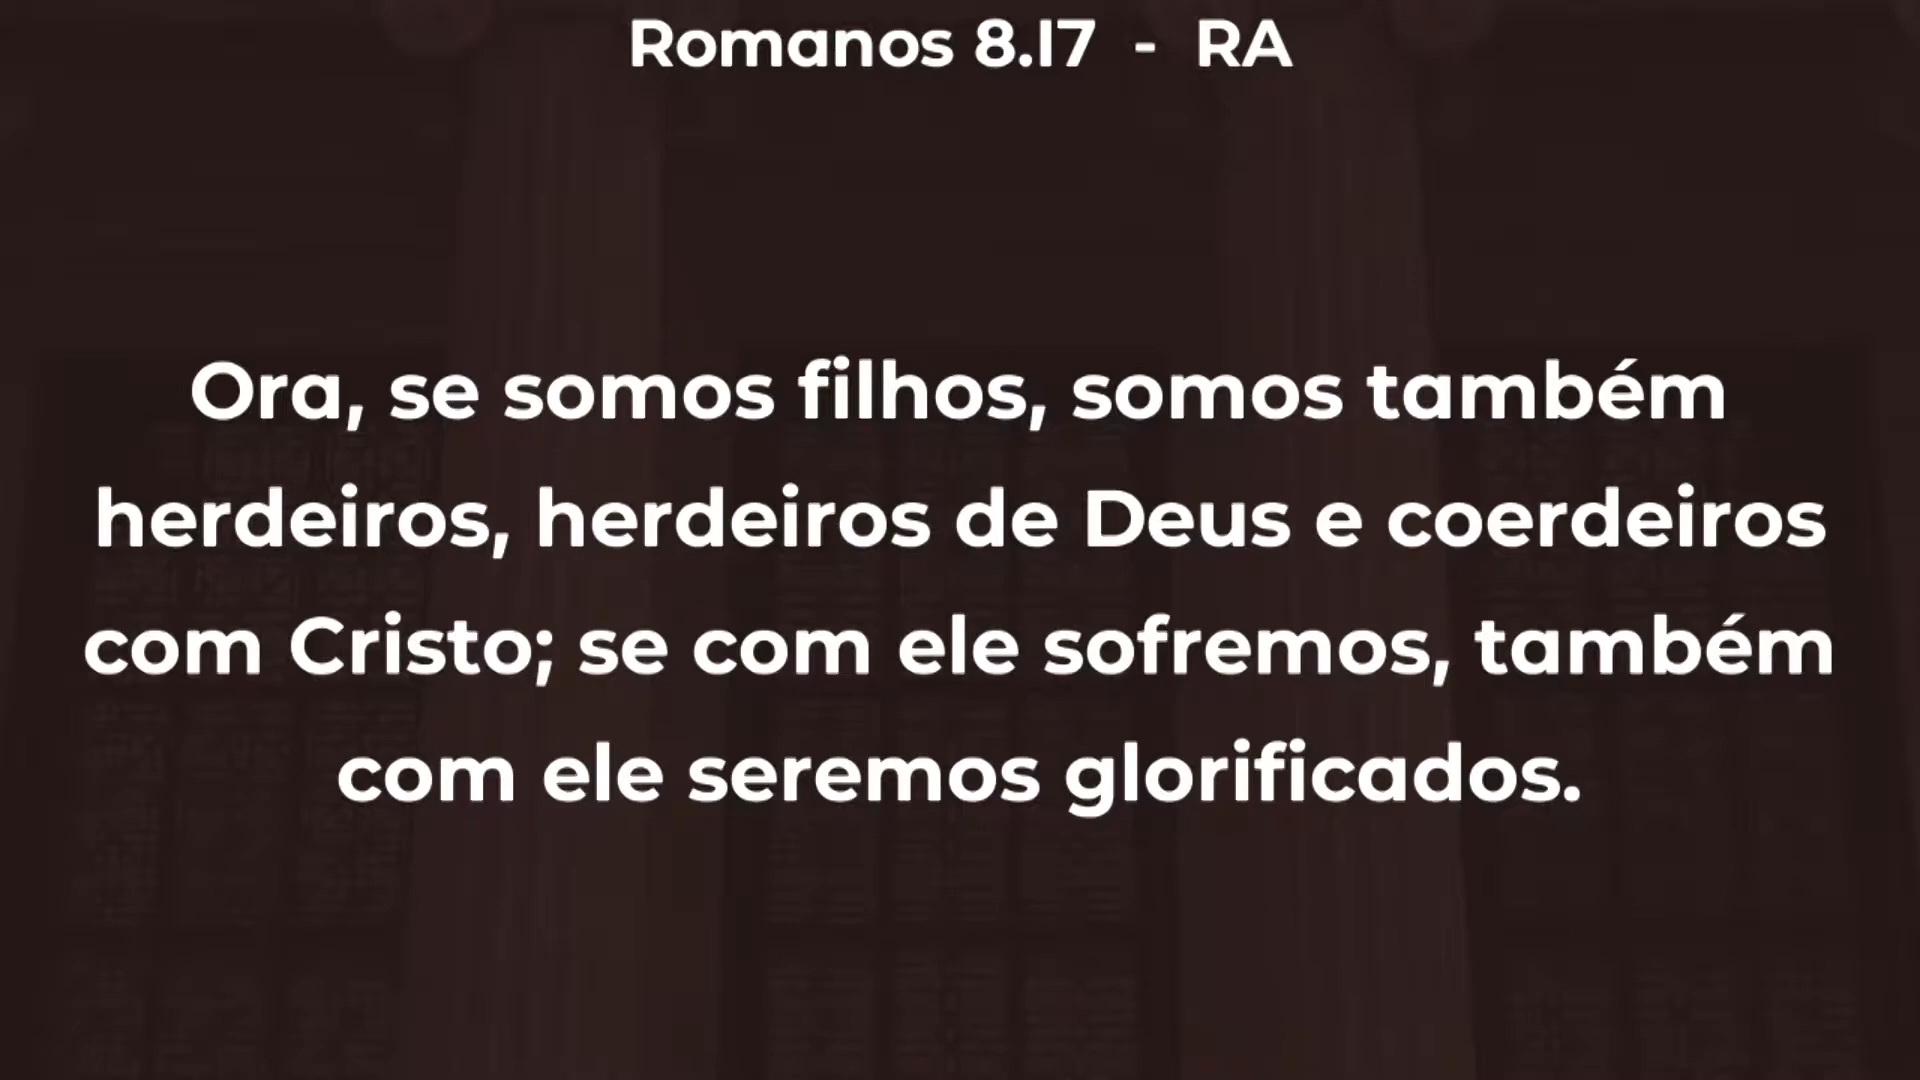 Romanos 8.17 - RA
Ora, se somos filhos, somos também
herdeiros, herdeiros de Deus e coerdeiros
com Cristo; se com ele sofremos, também
com ele seremos glorificados.